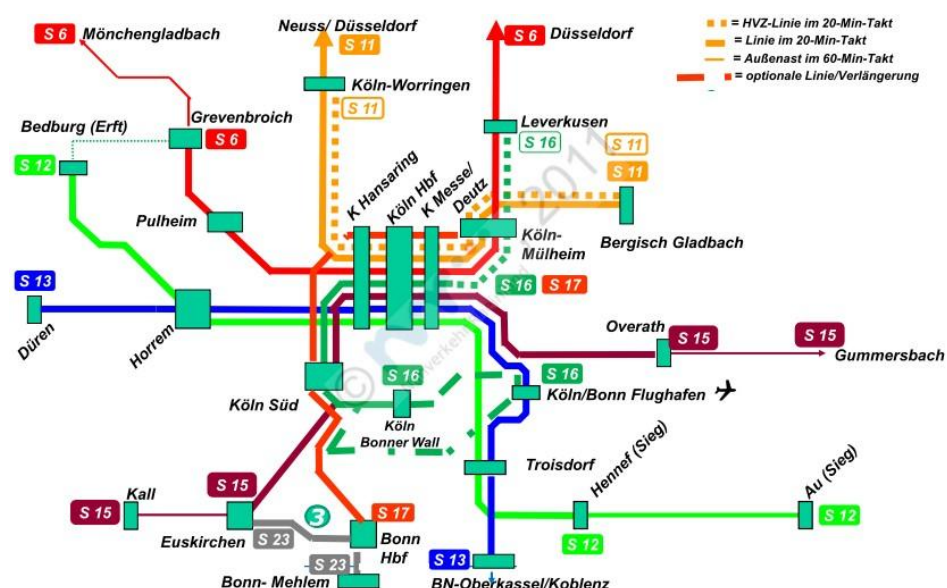 S 6
Mönchengladbach
Neuss/ Düsseldorf
S 11
S 6
Düsseldorf
= HVZ-Linie im 20-Min-Takt
= Linie im 20-Min-Takt
= Außenast im 60-Min-Takt
= optionale Linie/Verlängerung
Köln-Worringen
S 11
Bedburg (Erft)
Grevenbroich
S 6
S 12
Leverkusen
S 16
S 11
S 11
K Hansaring
Köln Hbf
K Messe/
Deutz
Pulheim
Köln-
Mülheim
Bergisch Gladbach
S 13
S 16
S 17
Düren
Horrem
Overath
S 15
S 15
Gummersbach
Köln Süd
S 16
Köln
Bonner Wall
S 16
Köln/Bonn Flughafen
Troisdorf
Hennef (Sieg)
Au (Sieg)
S 15
Kall
S 15
Euskirchen
S 23
3
S 17
Bonn
Hbf
S 12
S 12
S 23
Bonn- Mehlem
S 13
BN-Oberkassel/Koblenz
2011